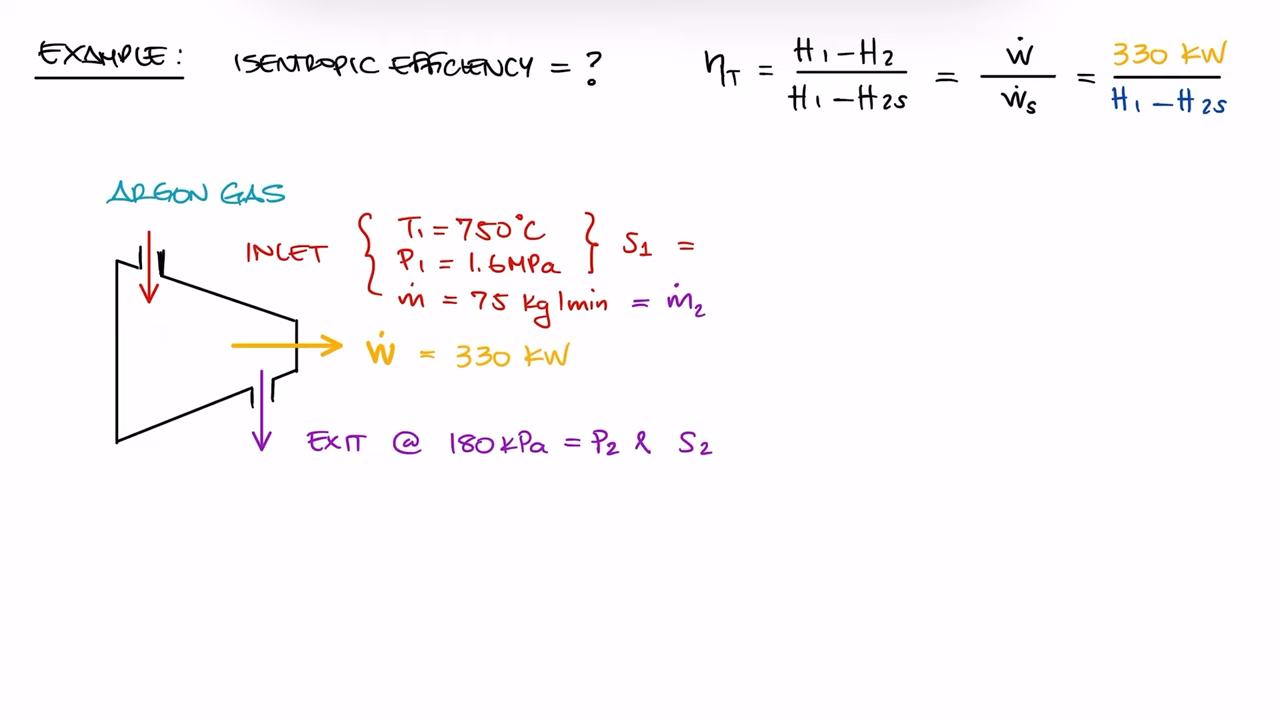 EXAMPLE: ISENTROPIC EFFICIENCY = ?
η_T = (H₁ – H₂) / (H₁ – H₂s) = Ẇ / Ẇs = 330 KW / (H₁ – H₂s)
ARGON GAS
INLET { T₁ = 750°C } S₁ =
P₁ = 1.6MPa
ṁ = 75 kg/min = ṁ₂
Ẇ = 330 KW
EXIT @ 180kPa = P₂ & S₂